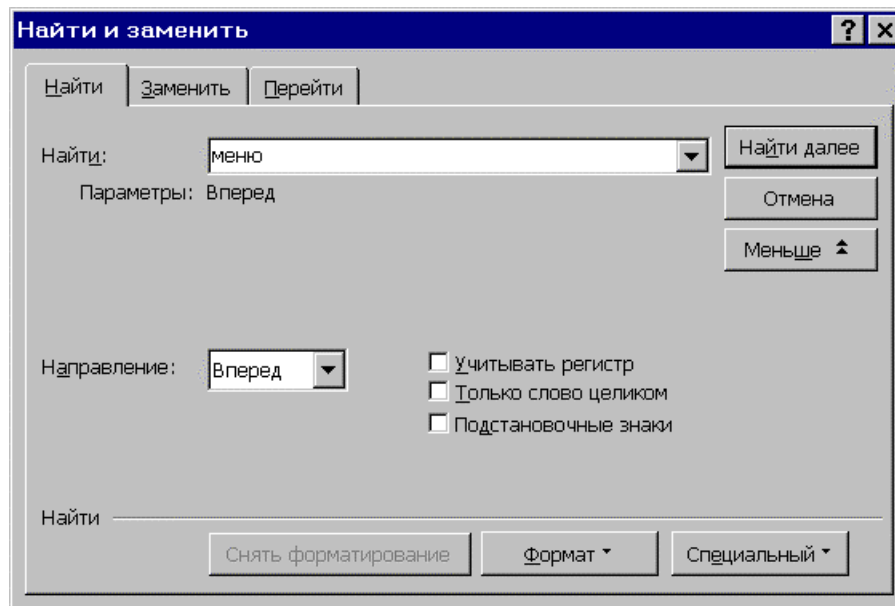 Найти и заменить
Найти Заменить Перейти
Найти: меню Найти далее
Параметры: Вперед Отмена
Меньше
Направление: Вперед Учитывать регистр
Только слово целиком
Подстановочные знаки
Найти
Снять форматирование Формат Специальный